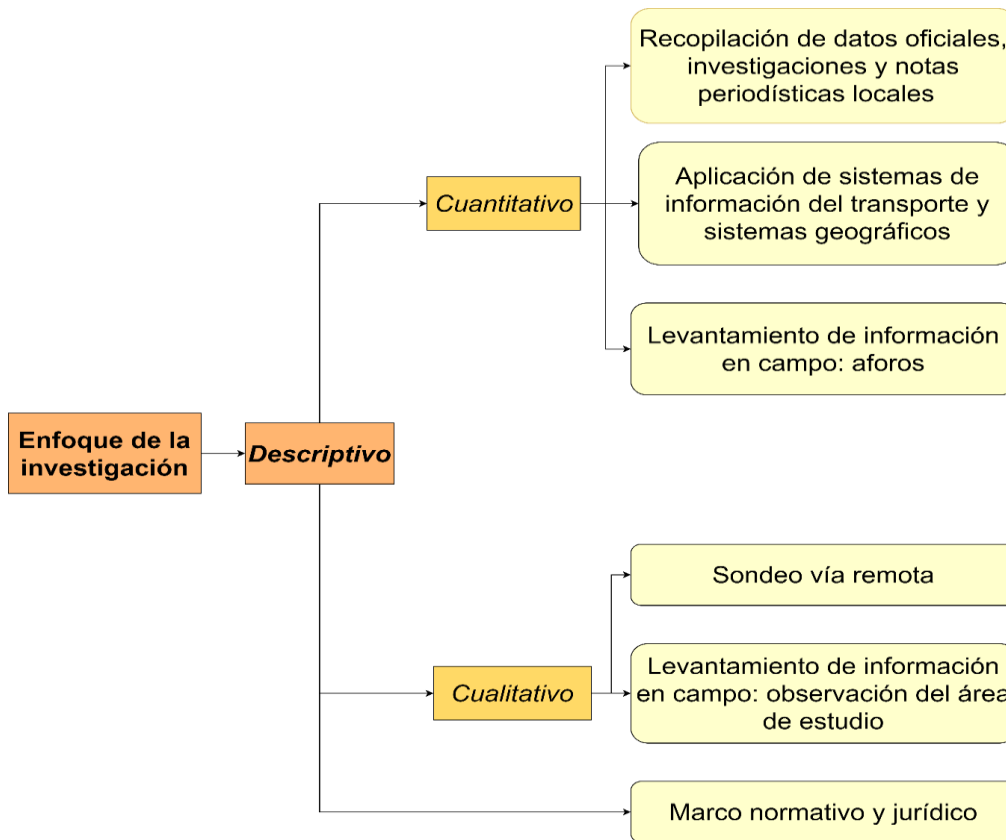 Recopilación de datos oficiales,
investigaciones y notas
periodísticas locales
Cuantitativo
Aplicación de sistemas de
información del transporte y
sistemas geográficos
Levantamiento de información
en campo: aforos
Enfoque de la
investigación
Descriptivo
Sondeo vía remota
Cualitativo
Levantamiento de información
en campo: observación del área
de estudio
Marco normativo y jurídico